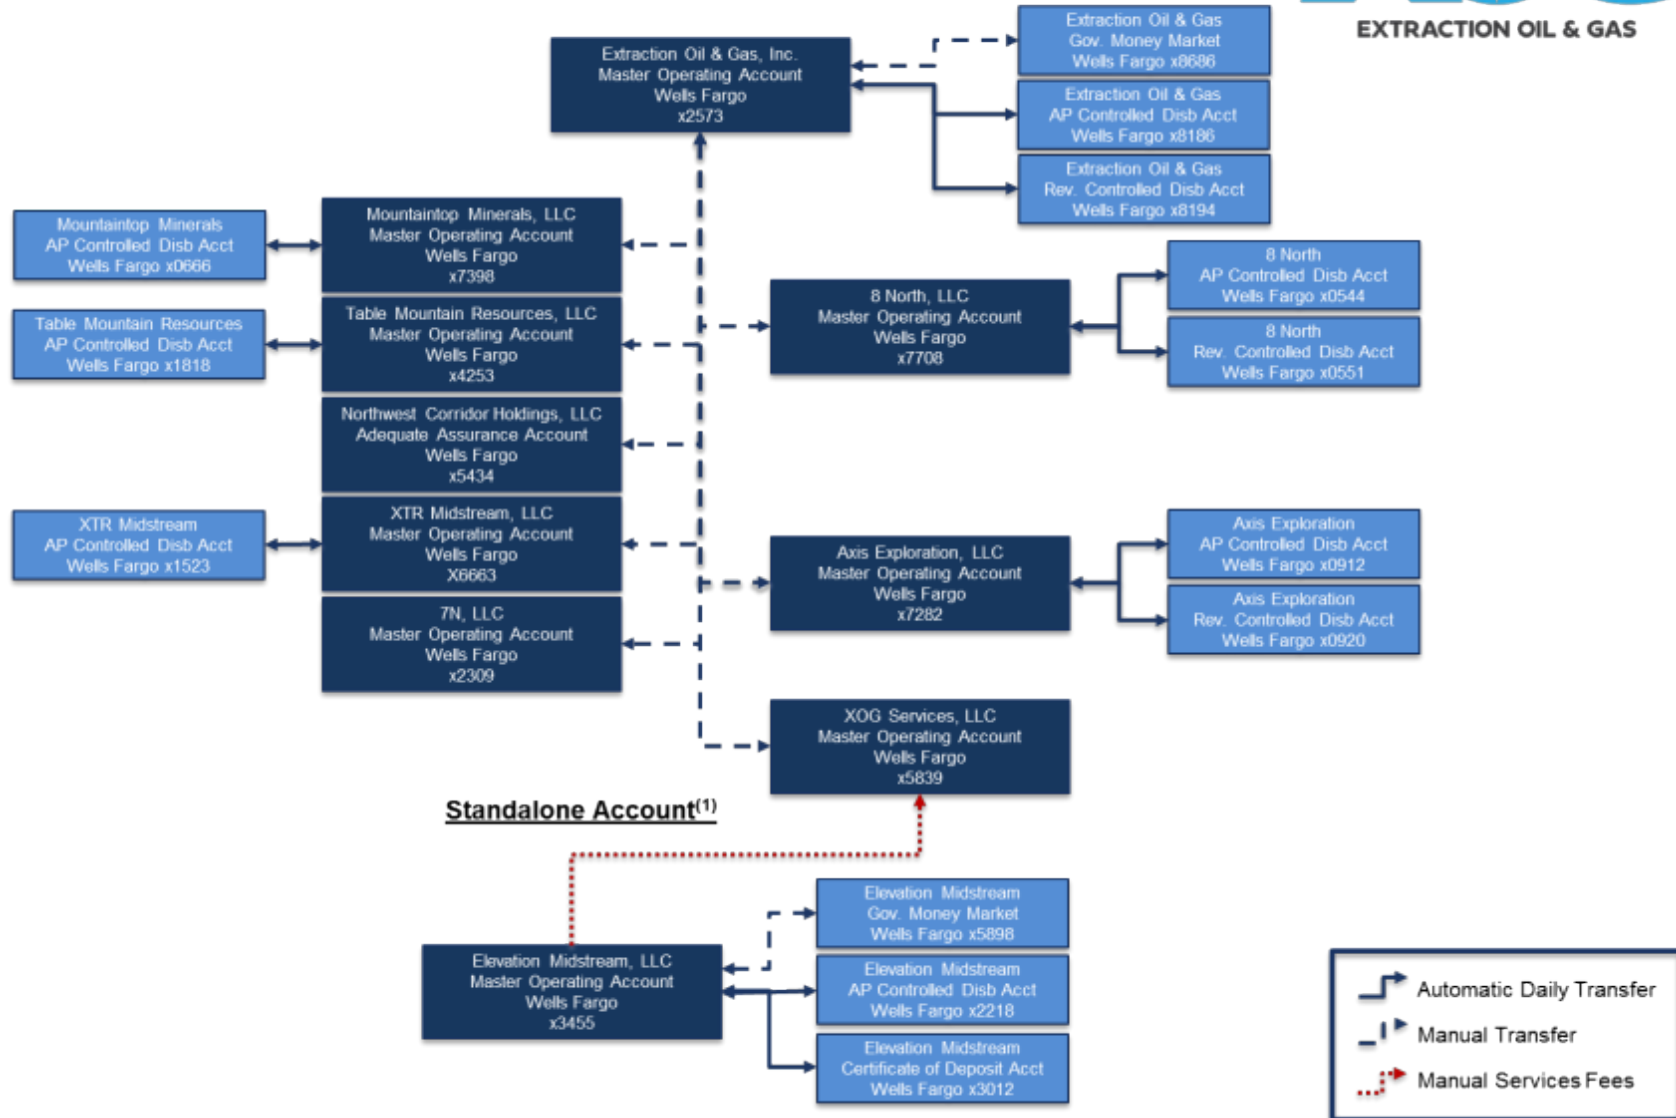 EXTRACTION OIL & GAS
Extraction Oil & Gas, Inc.
Master Operating Account
Wells Fargo
x2573
Extraction Oil & Gas
Gov. Money Market
Wells Fargo x8686
Extraction Oil & Gas
AP Controlled Disb Acct
Wells Fargo x8186
Extraction Oil & Gas
Rev. Controlled Disb Acct
Wells Fargo x8194
Mountaintop Minerals
AP Controlled Disb Acct
Wells Fargo x0666
Mountaintop Minerals, LLC
Master Operating Account
Wells Fargo
x7398
Table Mountain Resources
AP Controlled Disb Acct
Wells Fargo x1818
Table Mountain Resources, LLC
Master Operating Account
Wells Fargo
x4253
Northwest Corridor Holdings, LLC
Adequate Assurance Account
Wells Fargo
x5434
XTR Midstream
AP Controlled Disb Acct
Wells Fargo x1523
XTR Midstream, LLC
Master Operating Account
Wells Fargo
X6663
7N, LLC
Master Operating Account
Wells Fargo
x2309
8 North, LLC
Master Operating Account
Wells Fargo
x7708
8 North
AP Controlled Disb Acct
Wells Fargo x0544
8 North
Rev. Controlled Disb Acct
Wells Fargo x0551
Axis Exploration, LLC
Master Operating Account
Wells Fargo
x7282
Axis Exploration
AP Controlled Disb Acct
Wells Fargo x0912
Axis Exploration
Rev. Controlled Disb Acct
Wells Fargo x0920
XOG Services, LLC
Master Operating Account
Wells Fargo
x5839
Standalone Account(1)
Elevation Midstream, LLC
Master Operating Account
Wells Fargo
x3455
Elevation Midstream
Gov. Money Market
Wells Fargo x5898
Elevation Midstream
AP Controlled Disb Acct
Wells Fargo x2218
Elevation Midstream
Certificate of Deposit Acct
Wells Fargo x3012
Automatic Daily Transfer
Manual Transfer
Manual Services Fees